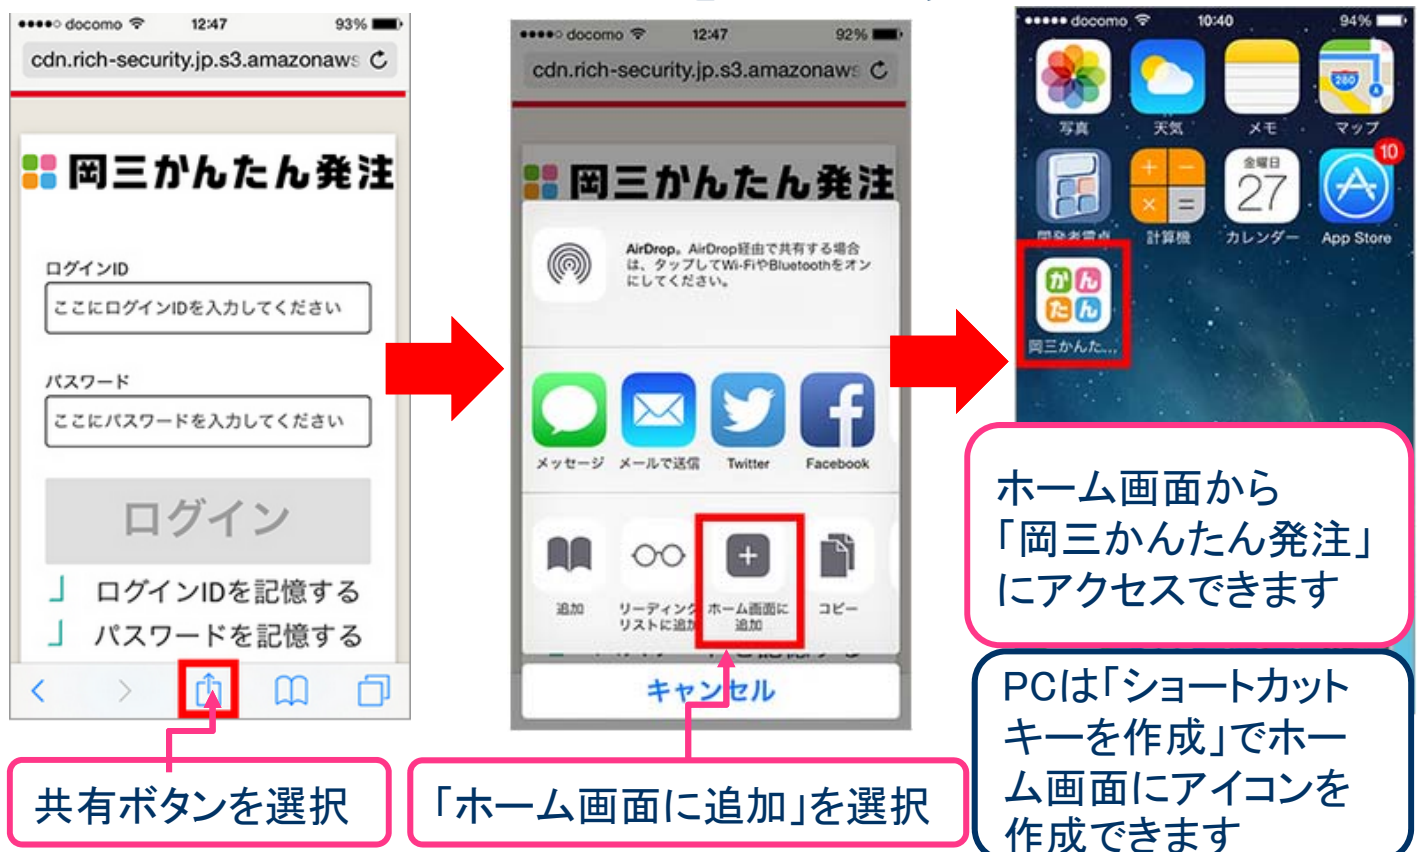 docomo 12:47 93%
cdn.rich-security.jp.s3.amazonaws
岡三かんたん発注
ログインID
ここにログインIDを入力してください
パスワード
ここにパスワードを入力してください
ログイン
ログインIDを記憶する
パスワードを記憶する
共有ボタンを選択
docomo 12:47 92%
cdn.rich-security.jp.s3.amazonaws
岡三かんたん発注
AirDrop。AirDrop経由で共有する場合
は、タップしてWi-FiやBluetoothをオン
にしてください。
メッセージ メールで送信 Twitter Facebook
追加 リーディング ホーム画面に コピー
リストに追加 追加
キャンセル
「ホーム画面に追加」を選択
docomo 10:40 94%
280
写真 天気 メモ マップ
金曜日 10
27
計算機 カレンダー App Store
かん
たん
岡三かんた...
ホーム画面から
「岡三かんたん発注」
にアクセスできます
PCは「ショートカット
キーを作成」でホー
ム画面にアイコンを
作成できます